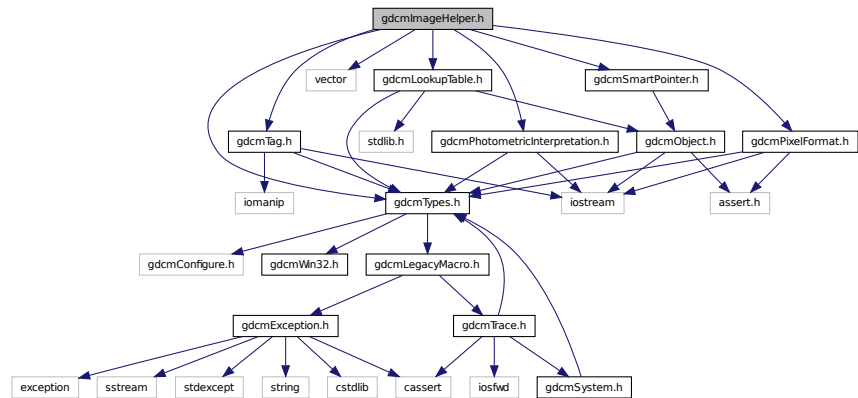 gdcmImageHelper.h
vector
gdcmLookupTable.h
gdcmSmartPointer.h
gdcmTag.h
stdlib.h
gdcmPhotometricInterpretation.h
gdcmObject.h
gdcmPixelFormat.h
iomanip
gdcmTypes.h
iostream
assert.h
gdcmConfigure.h
gdcmWin32.h
gdcmLegacyMacro.h
gdcmException.h
gdcmTrace.h
exception
sstream
stdexcept
string
cstdlib
cassert
iosfwd
gdcmSystem.h